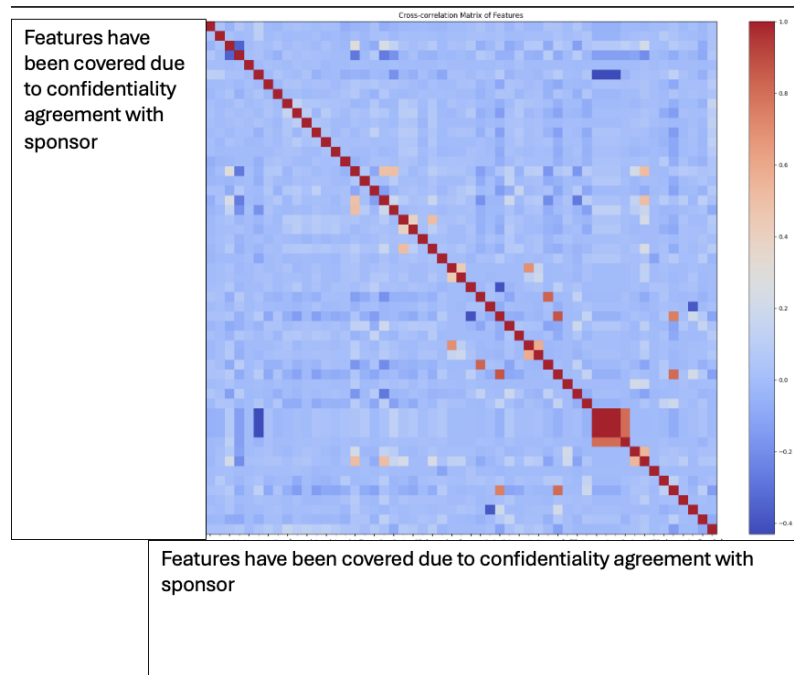 Cross-correlation Matrix of Features
Features have
been covered due
to confidentiality
agreement with
sponsor
1.0
0.8
0.6
0.4
0.2
0.0
−0.2
−0.4
Features have been covered due to confidentiality agreement with
sponsor